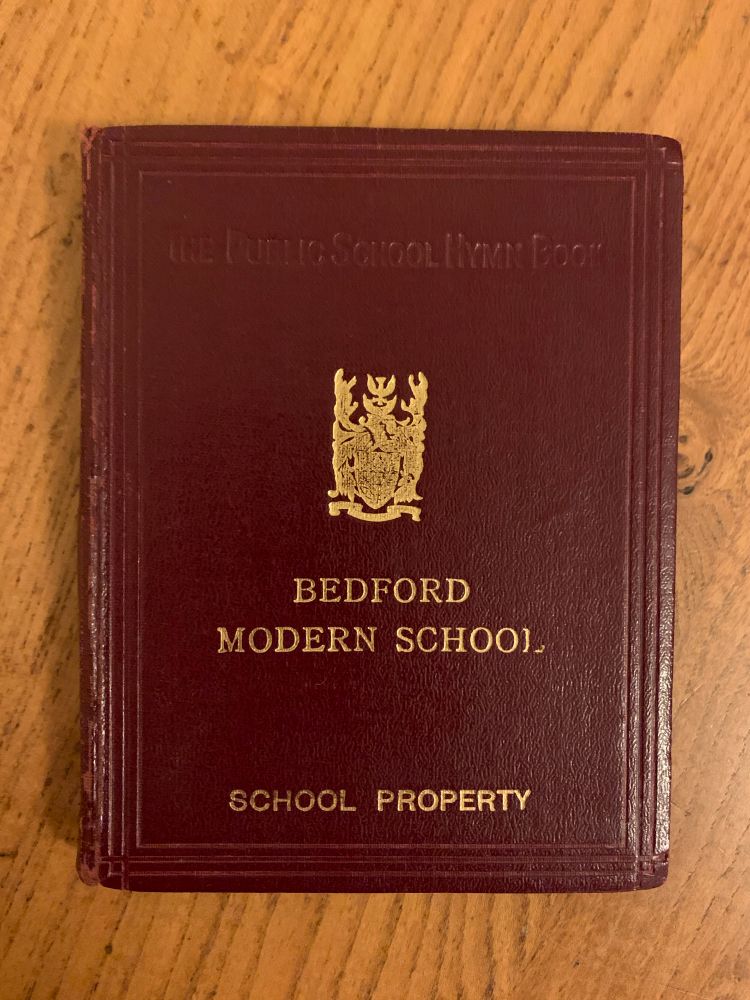 THE PUBLIC SCHOOL HYMN BOOK
BEDFORD
MODERN SCHOOL
SCHOOL PROPERTY